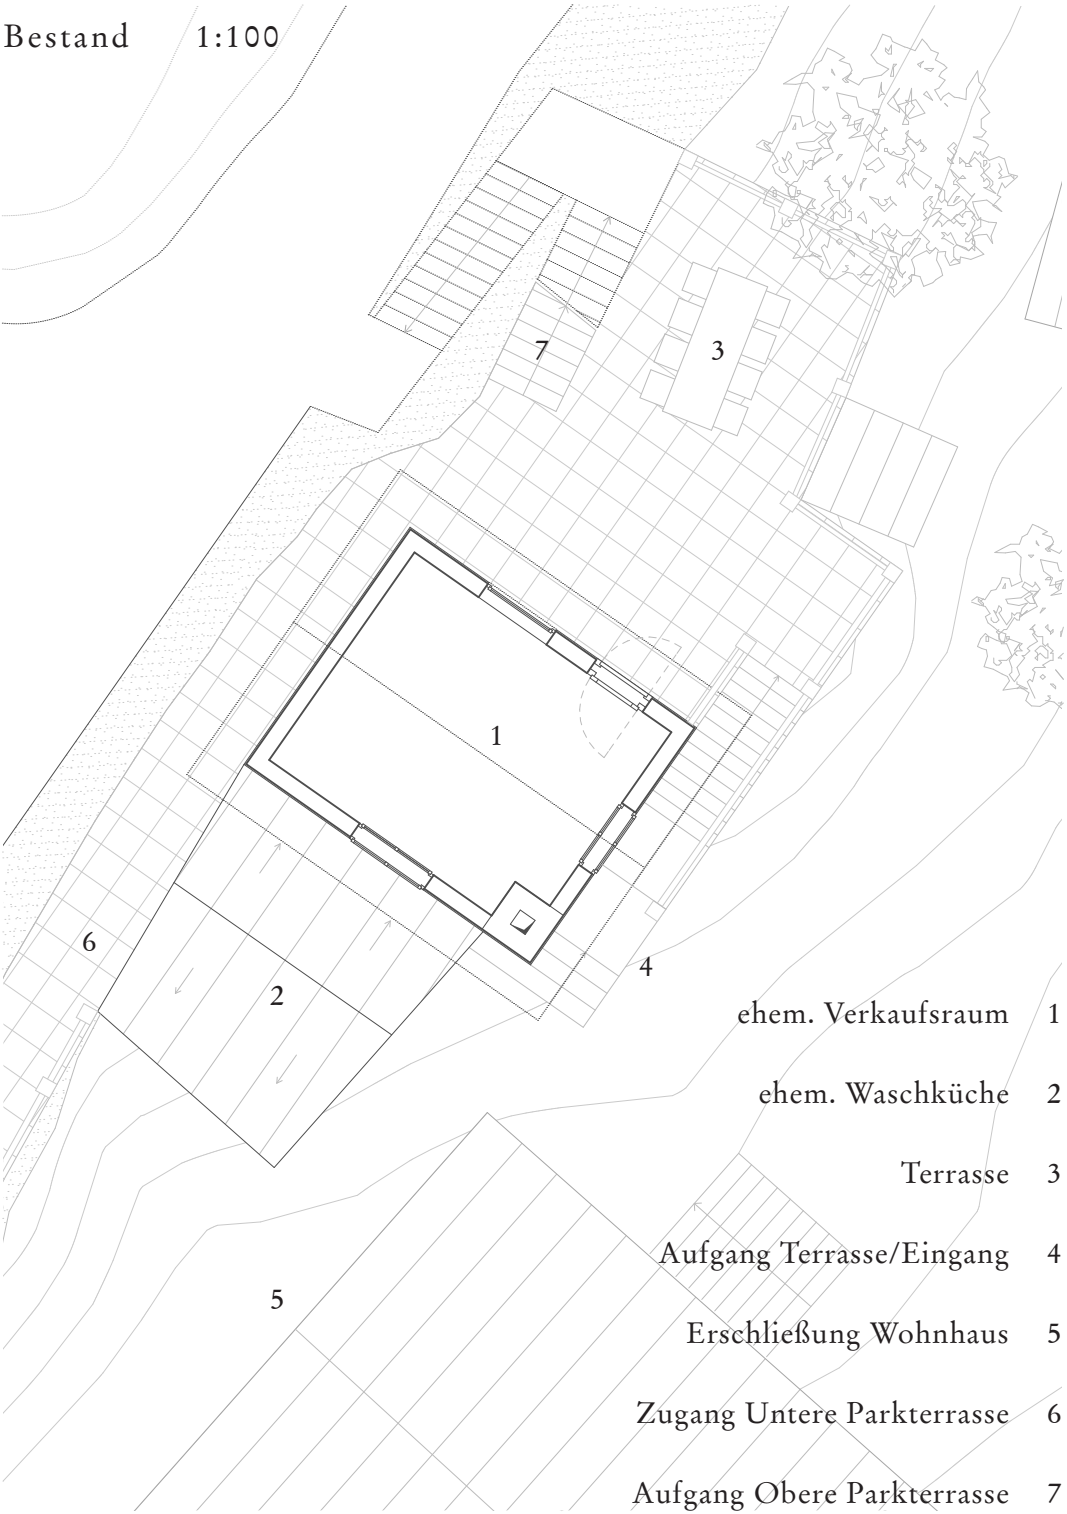 Bestand 1:100
7
3
1
6
4
2
ehem. Verkaufsraum 1
ehem. Waschküche 2
Terrasse 3
Aufgang Terrasse/Eingang 4
5
Erschließung Wohnhaus 5
Zugang Untere Parkterrasse 6
Aufgang Obere Parkterrasse 7